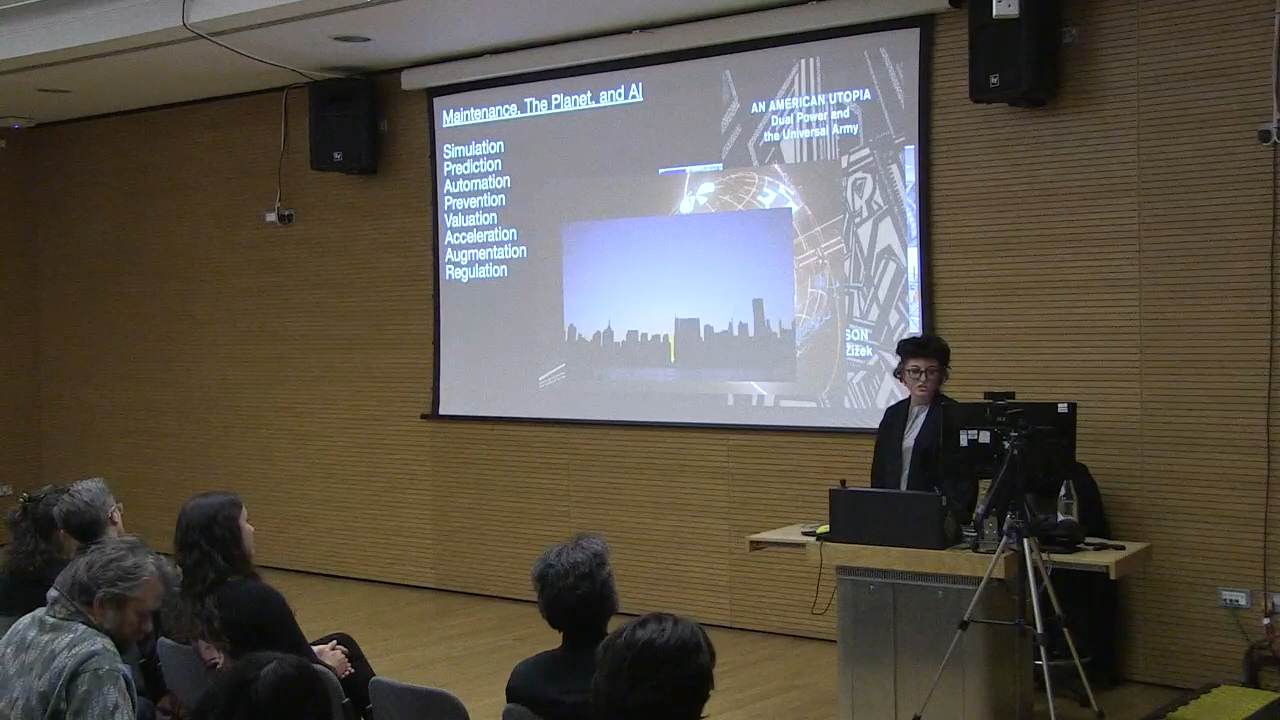 Maintenance, The Planet, and AI
Simulation
Prediction
Automation
Prevention
Valuation
Acceleration
Augmentation
Regulation
AN AMERICAN UTOPIA
Dual Power and
the Universal Army
SON
Žižek